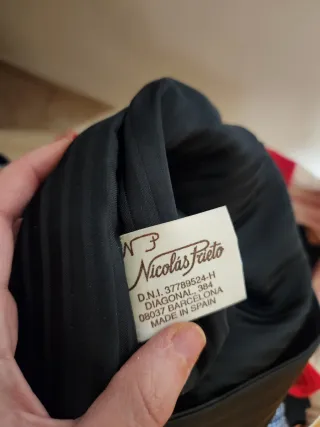 NP
Nicolás Prieto
D.N.I. 37789524-H
DIAGONAL, 384
08037 BARCELONA
MADE IN SPAIN